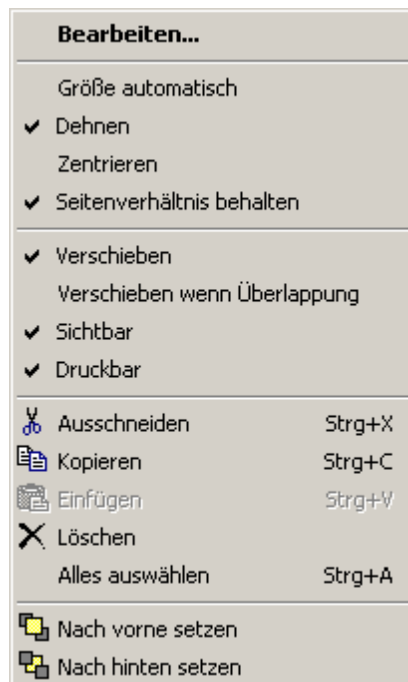 Bearbeiten...
Größe automatisch
Dehnen
Zentrieren
Seitenverhältnis behalten
Verschieben
Verschieben wenn Überlappung
Sichtbar
Druckbar
Ausschneiden Strg+X
Kopieren Strg+C
Einfügen Strg+V
Löschen
Alles auswählen Strg+A
Nach vorne setzen
Nach hinten setzen